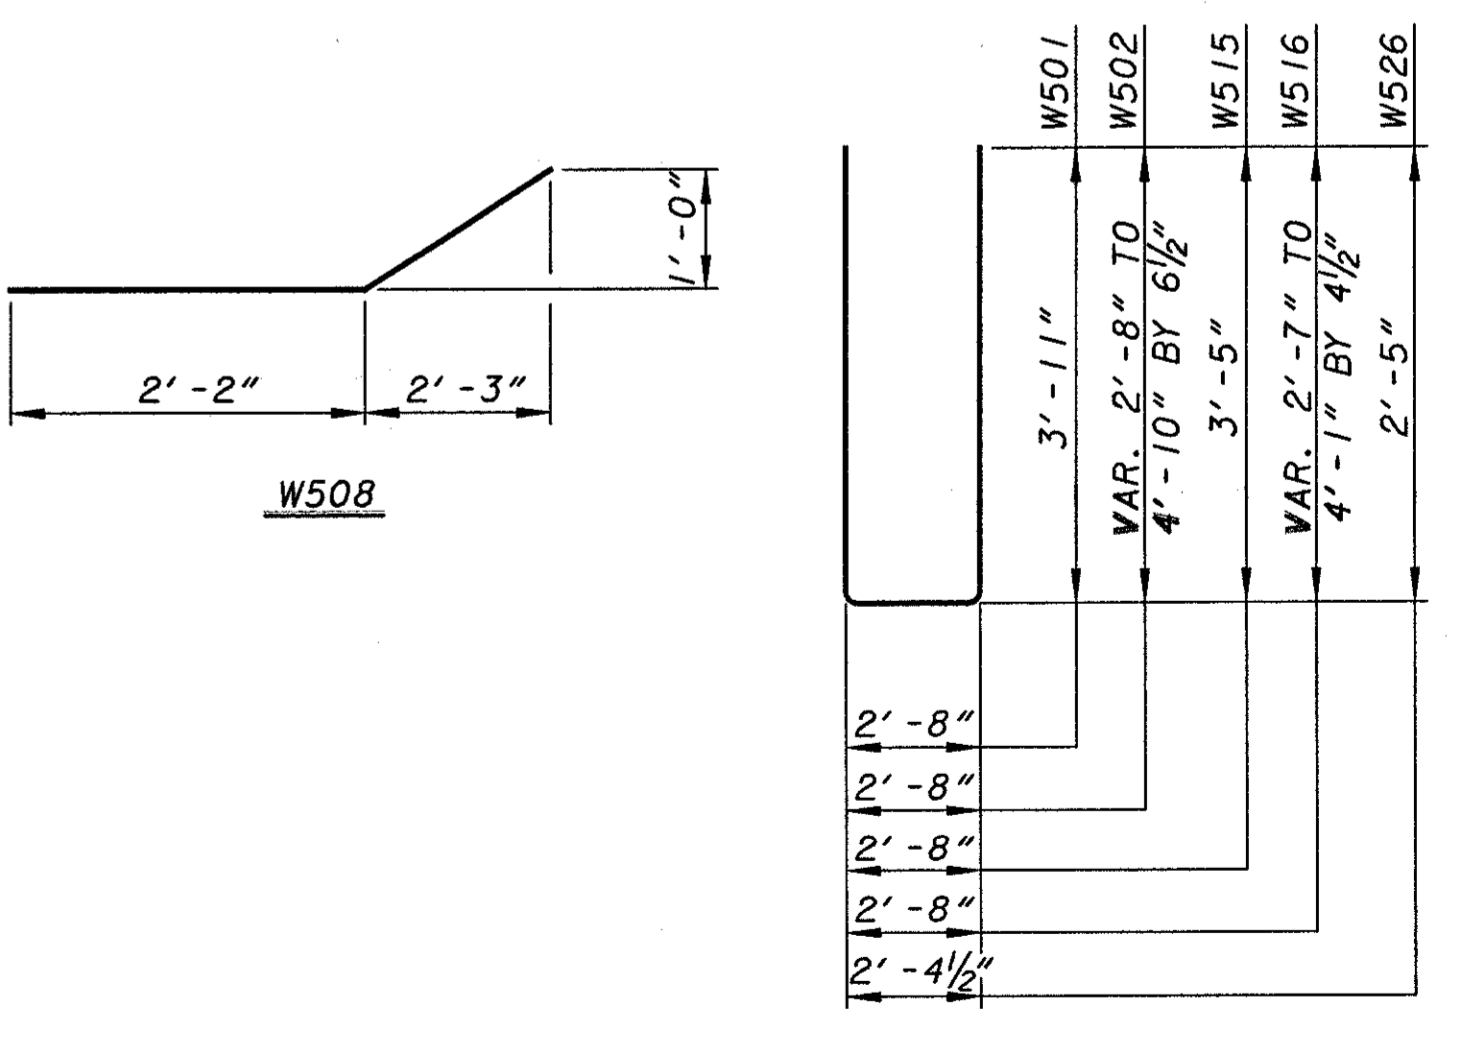 1'-0"
2'-2"
2'-3"
W508
W501
W502
W515
W516
W526
3'-11"
VAR. 2'-8" TO
4'-10" BY 6½"
3'-5"
VAR. 2'-7" TO
4'-1" BY 4½"
2'-5"
2'-8"
2'-8"
2'-8"
2'-8"
2'-4½"